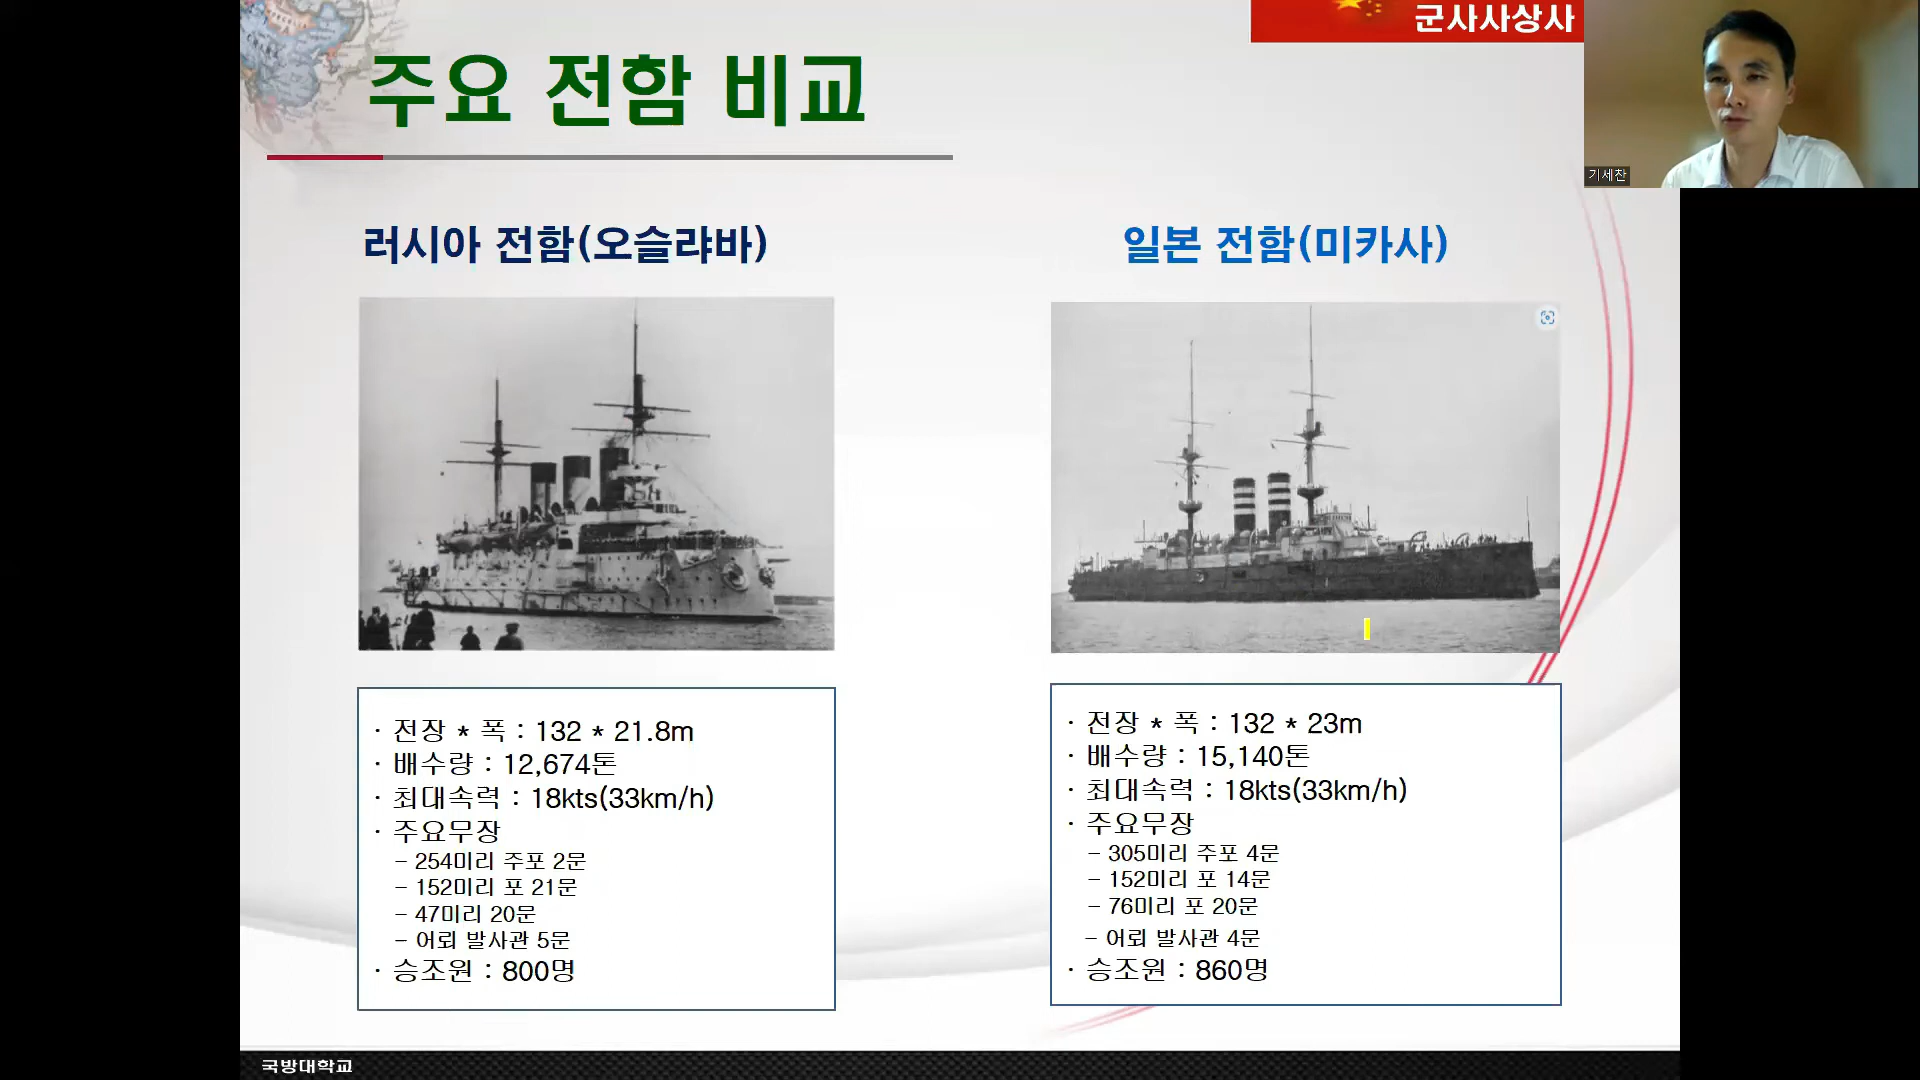 군사사상사
주요 전함 비교
기세찬
러시아 전함(오슬랴바)
일본 전함(미카사)
· 전장 * 폭 : 132 * 21.8m
· 배수량 : 12,674톤
· 최대속력 : 18kts(33km/h)
· 주요무장
– 254미리 주포 2문
– 152미리 포 21문
– 47미리 20문
– 어뢰 발사관 5문
· 승조원 : 800명
· 전장 * 폭 : 132 * 23m
· 배수량 : 15,140톤
· 최대속력 : 18kts(33km/h)
· 주요무장
– 305미리 주포 4문
– 152미리 포 14문
– 76미리 포 20문
– 어뢰 발사관 4문
· 승조원 : 860명
국방대학교